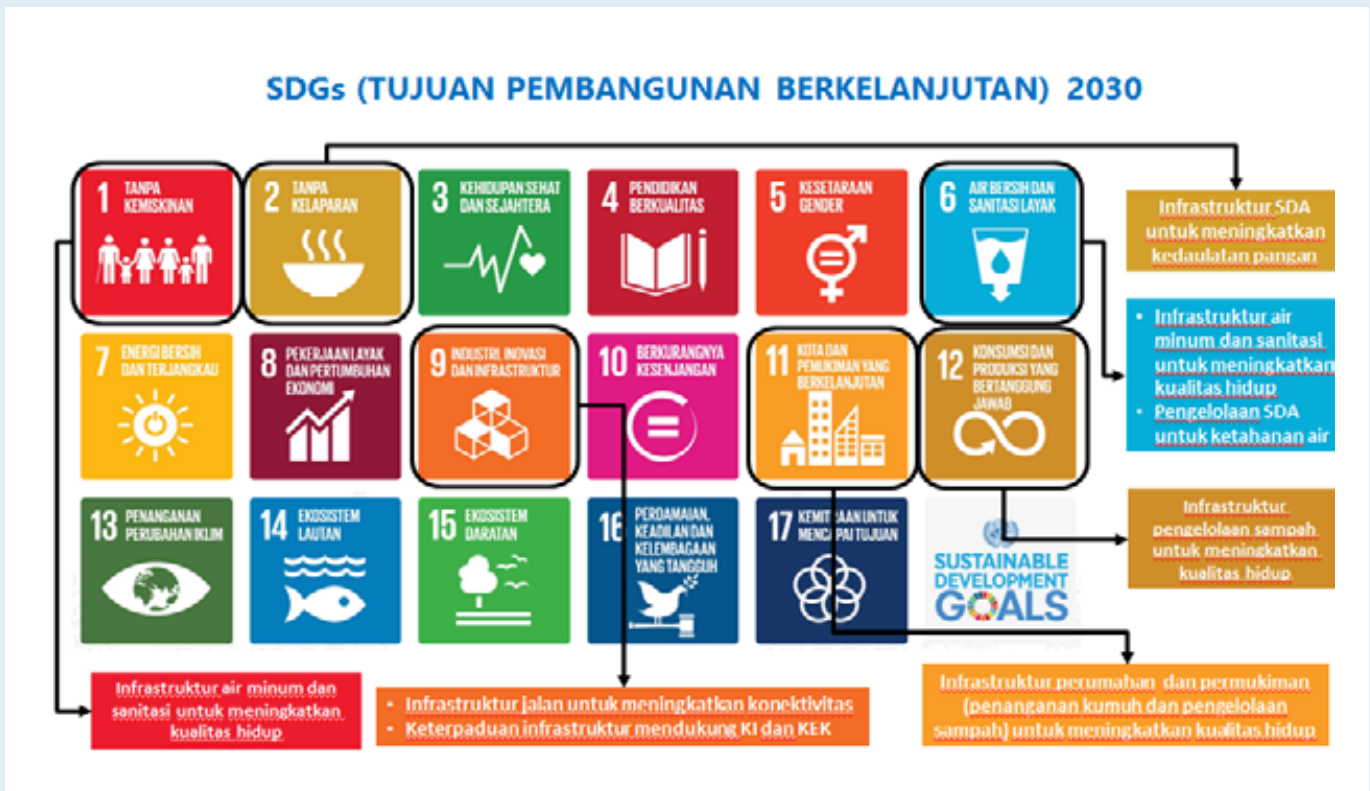 SDGs (TUJUAN PEMBANGUNAN BERKELANJUTAN) 2030
1 TANPA
KEMISKINAN
2 TANPA
KELAPARAN
3 KEHIDUPAN SEHAT
DAN SEJAHTERA
4 PENDIDIKAN
BERKUALITAS
5 KESETARAAN
GENDER
6 AIR BERSIH DAN
SANITASI LAYAK
Infrastruktur SDA
untuk meningkatkan
kedaulatan pangan
7 ENERGI BERSIH
DAN TERJANGKAU
8 PEKERJAAN LAYAK
DAN PERTUMBUHAN
EKONOMI
9 INDUSTRI, INOVASI
DAN INFRASTRUKTUR
10 BERKURANGNYA
KESENJANGAN
11 KOTA DAN
PEMUKIMAN YANG
BERKELANJUTAN
12 KONSUMSI DAN
PRODUKSI YANG
BERTANGGUNG
JAWAB
• Infrastruktur air
minum dan sanitasi
untuk meningkatkan
kualitas hidup
• Pengelolaan SDA
untuk ketahanan air
13 PENANGANAN
PERUBAHAN IKLIM
14 EKOSISTEM
LAUTAN
15 EKOSISTEM
DARATAN
16 PERDAMAIAN,
KEADILAN DAN
KELEMBAGAAN
YANG TANGGUH
17 KEMITRAAN UNTUK
MENCAPAI TUJUAN
SUSTAINABLE
DEVELOPMENT
GOALS
Infrastruktur
pengelolaan sampah
untuk meningkatkan
kualitas hidup
Infrastruktur air minum dan
sanitasi untuk meningkatkan
kualitas hidup
• Infrastruktur jalan untuk meningkatkan konektivitas
• Keterpaduan infrastruktur mendukung KI dan KEK
Infrastruktur perumahan dan permukiman
(penanganan kumuh dan pengelolaan
sampah) untuk meningkatkan kualitas hidup